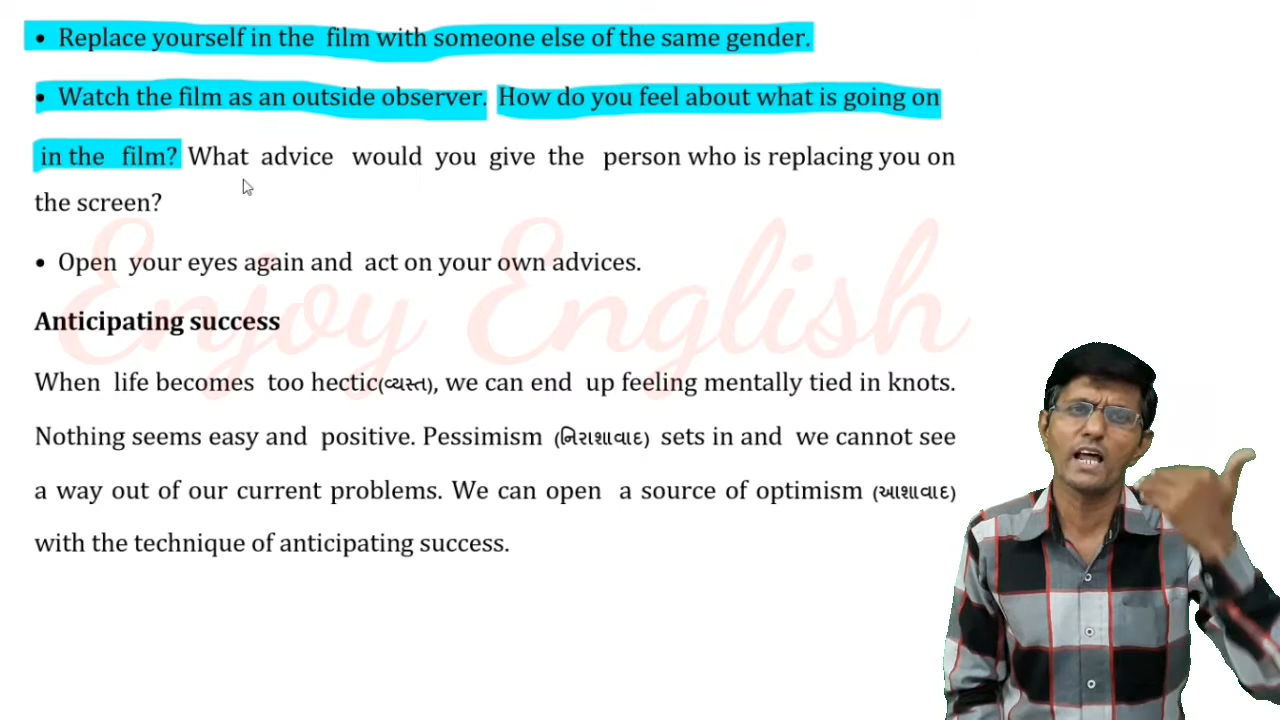 • Replace yourself in the film with someone else of the same gender.
• Watch the film as an outside observer. How do you feel about what is going on
in the film? What advice would you give the person who is replacing you on
the screen?
• Open your eyes again and act on your own advices.
Enjoy English
Anticipating success
When life becomes too hectic(વ્યસ્ત), we can end up feeling mentally tied in knots.
Nothing seems easy and positive. Pessimism (નિરાશાવાદ) sets in and we cannot see
a way out of our current problems. We can open a source of optimism (આશાવાદ)
with the technique of anticipating success.